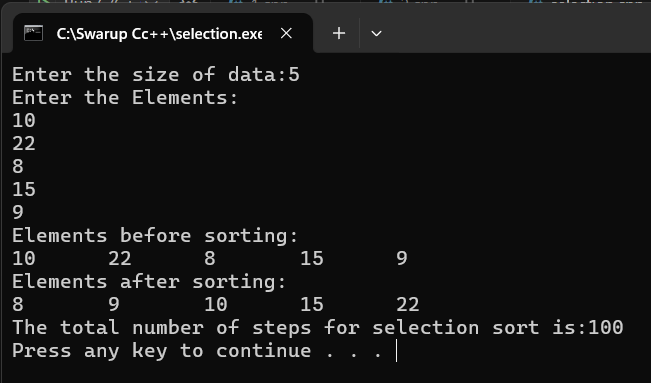 C:\Swarup Cc++\selection.exe
Enter the size of data:5
Enter the Elements:
10
22
8
15
9
Elements before sorting:
10 22 8 15 9
Elements after sorting:
8 9 10 15 22
The total number of steps for selection sort is:100
Press any key to continue . . .